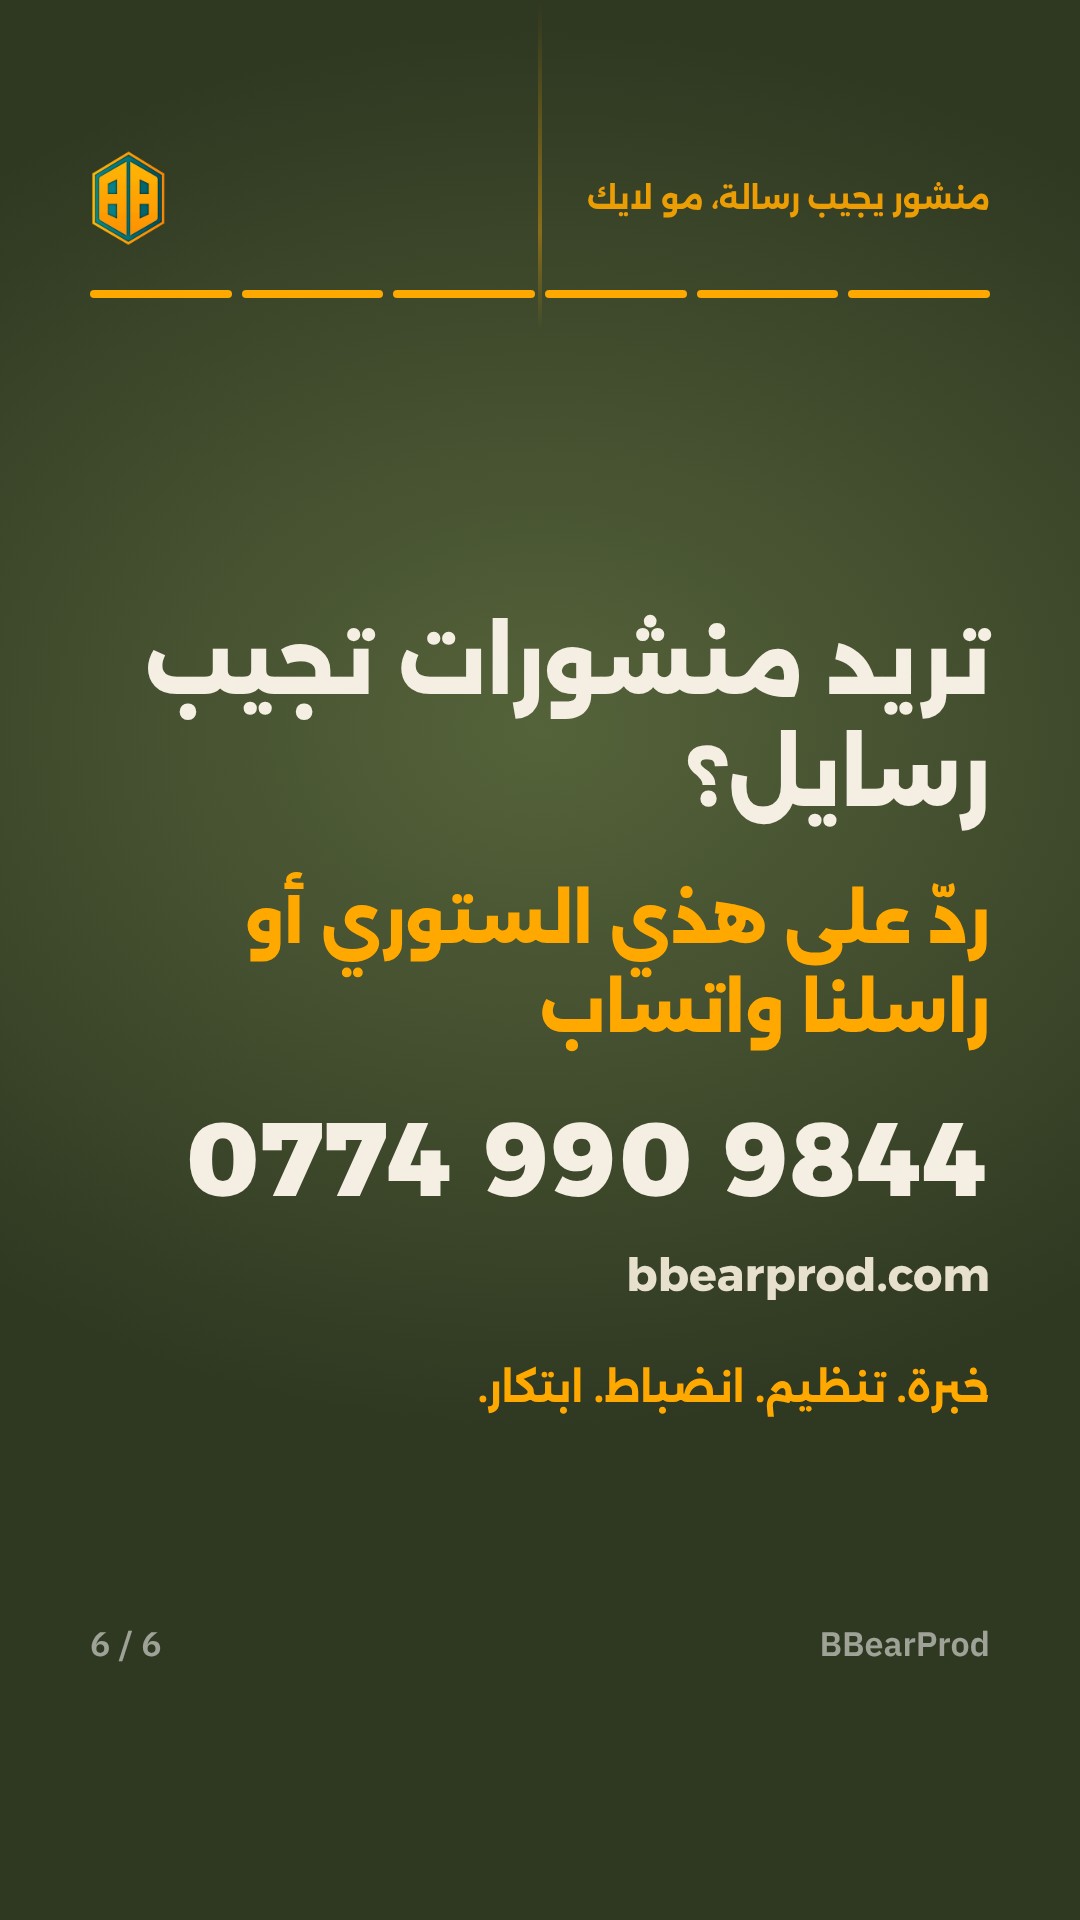 منشور يجيب رسالة، مو لايك
تريد منشورات تجيب
رسايل؟
ردّ على هذي الستوري أو
راسلنا واتساب
0774 990 9844
bbearprod.com
خبرة. تنظيم. انضباط. ابتكار.
BBearProd
6 / 6